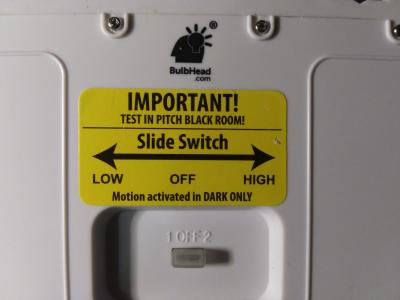 ®
BulbHead
.com
IMPORTANT!
TEST IN PITCH BLACK ROOM!
Slide Switch
LOW OFF HIGH
Motion activated in DARK ONLY
1 OFF 2